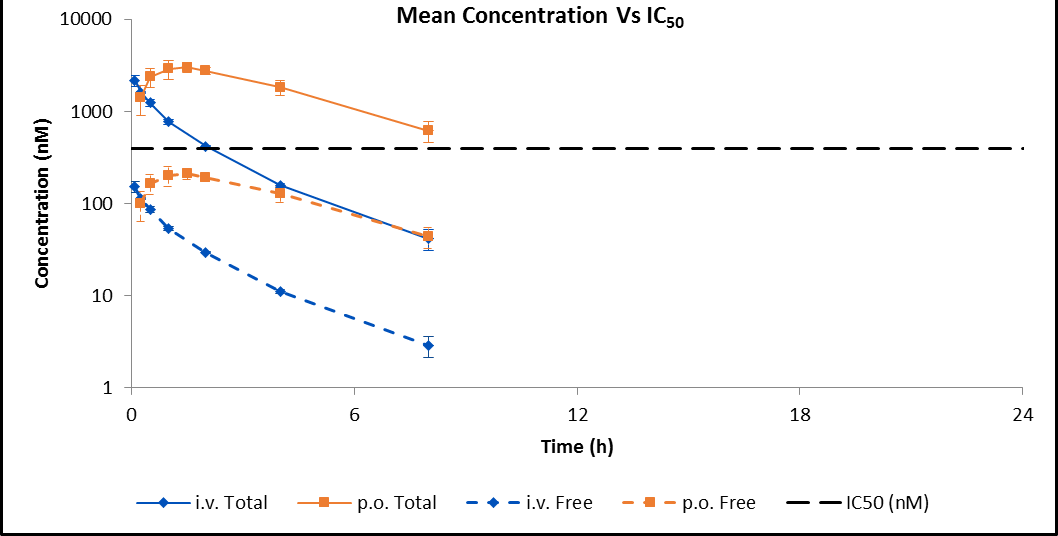 Mean Concentration Vs IC50
10000
1000
100
10
1
Concentration (nM)
0 6 12 18 24
Time (h)
i.v. Total p.o. Total i.v. Free p.o. Free IC50 (nM)